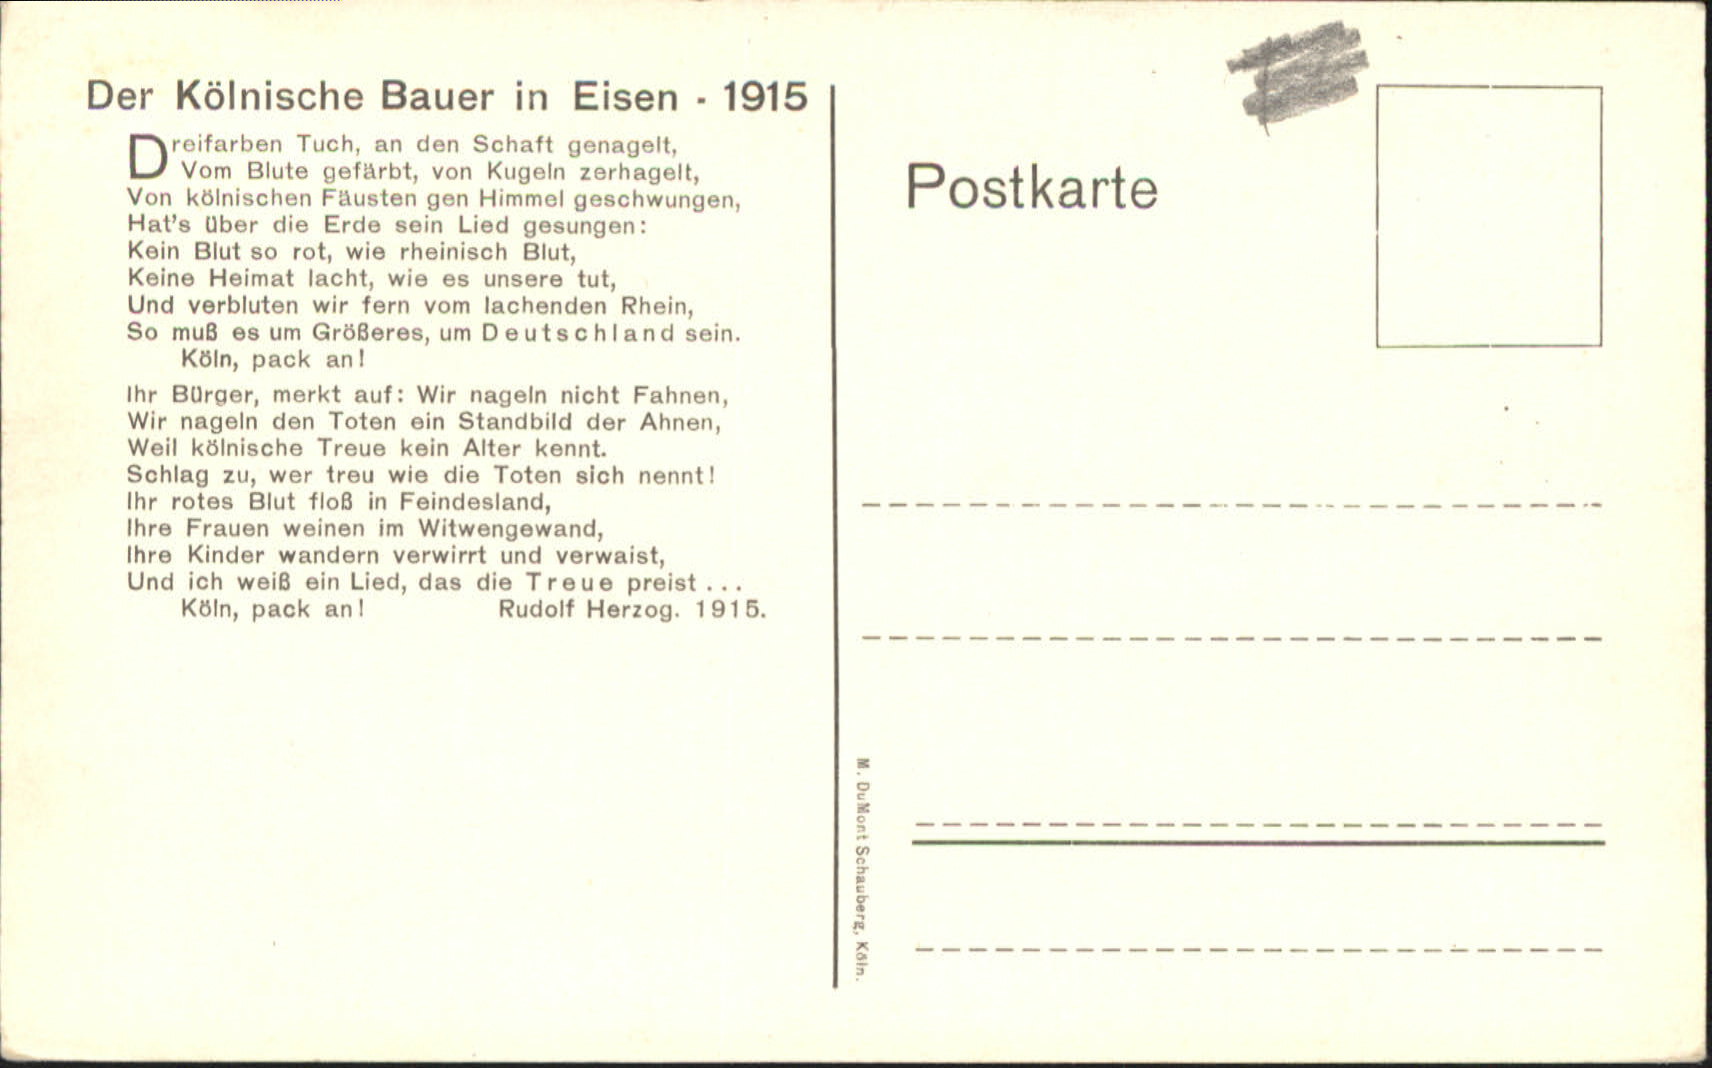 Der Kölnische Bauer in Eisen - 1915
Dreifarben Tuch, an den Schaft genagelt,
Vom Blute gefärbt, von Kugeln zerhagelt,
Von kölnischen Fäusten gen Himmel geschwungen,
Hat's über die Erde sein Lied gesungen:
Kein Blut so rot, wie rheinisch Blut,
Keine Heimat lacht, wie es unsere tut,
Und verbluten wir fern vom lachenden Rhein,
So muß es um Größeres, um Deutschland sein.
Köln, pack an!
Ihr Bürger, merkt auf: Wir nageln nicht Fahnen,
Wir nageln den Toten ein Standbild der Ahnen,
Weil kölnische Treue kein Alter kennt.
Schlag zu, wer treu wie die Toten sich nennt!
Ihr rotes Blut floß in Feindesland,
Ihre Frauen weinen im Witwengewand,
Ihre Kinder wandern verwirrt und verwaist,
Und ich weiß ein Lied, das die Treue preist ...
Köln, pack an! Rudolf Herzog. 1915.
Postkarte
M. DuMont Schauberg, Köln.